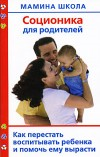 МАМИНА ШКОЛА
Соционика
для родителей
Как перестать
воспитывать ребенка
и помочь ему вырасти